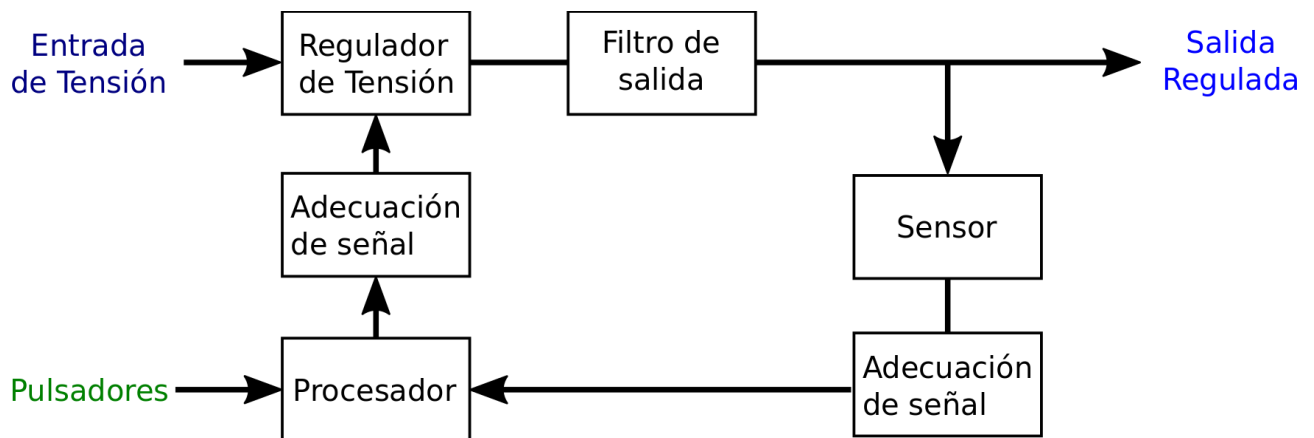 Entrada
de Tensión
Regulador
de Tensión
Filtro de
salida
Salida
Regulada
Adecuación
de señal
Sensor
Pulsadores
Procesador
Adecuación
de señal